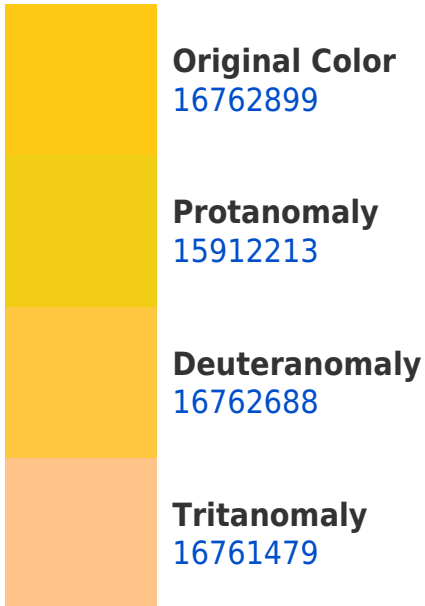 Original Color
16762899
Protanomaly
15912213
Deuteranomaly
16762688
Tritanomaly
16761479